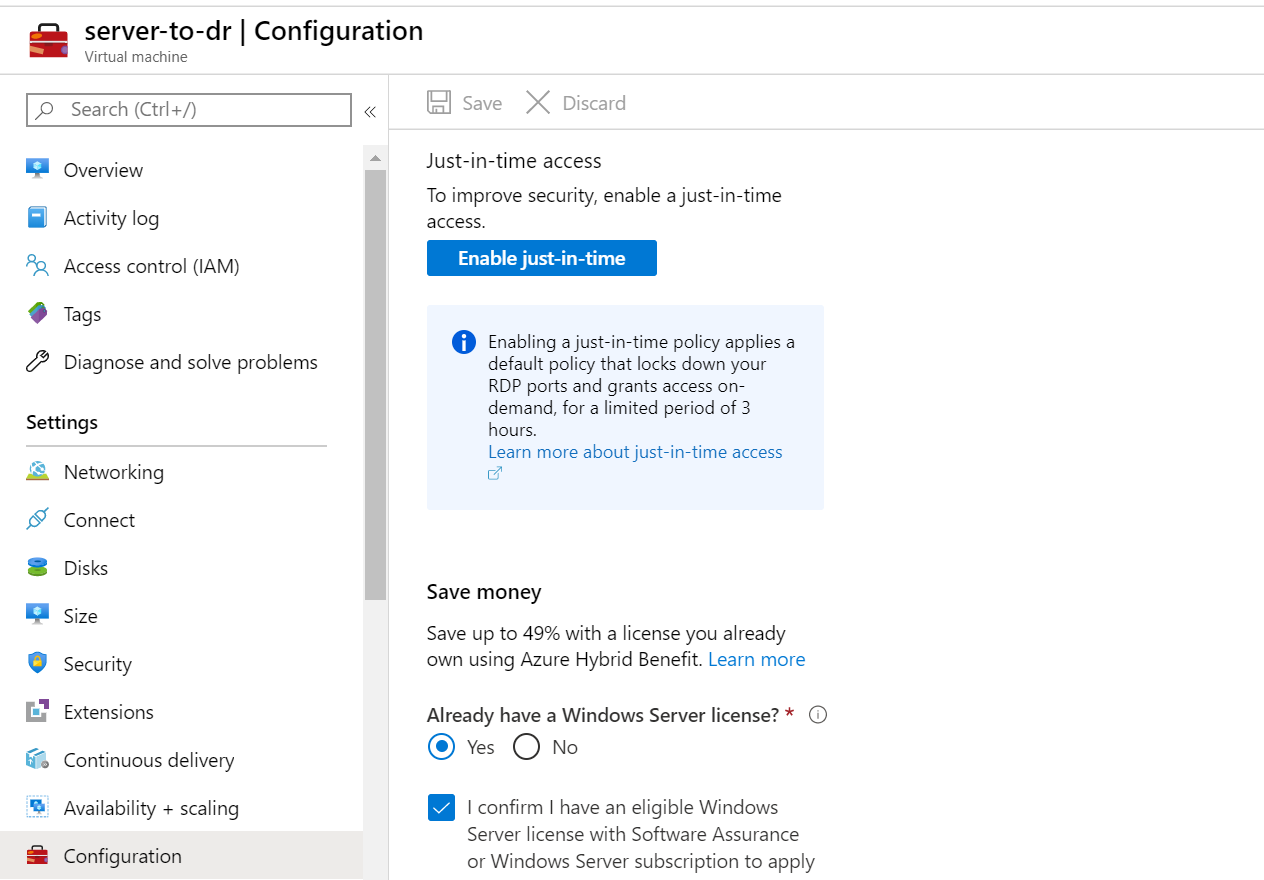 server-to-dr | Configuration
Virtual machine
Search (Ctrl+/)
«
Overview
Activity log
Access control (IAM)
Tags
Diagnose and solve problems
Settings
Networking
Connect
Disks
Size
Security
Extensions
Continuous delivery
Availability + scaling
Configuration
Save
Discard
Just-in-time access
To improve security, enable a just-in-time
access.
Enable just-in-time
Enabling a just-in-time policy applies a
default policy that locks down your
RDP ports and grants access on-
demand, for a limited period of 3
hours.
Learn more about just-in-time access
Save money
Save up to 49% with a license you already
own using Azure Hybrid Benefit. Learn more
Already have a Windows Server license? *
Yes No
I confirm I have an eligible Windows
Server license with Software Assurance
or Windows Server subscription to apply